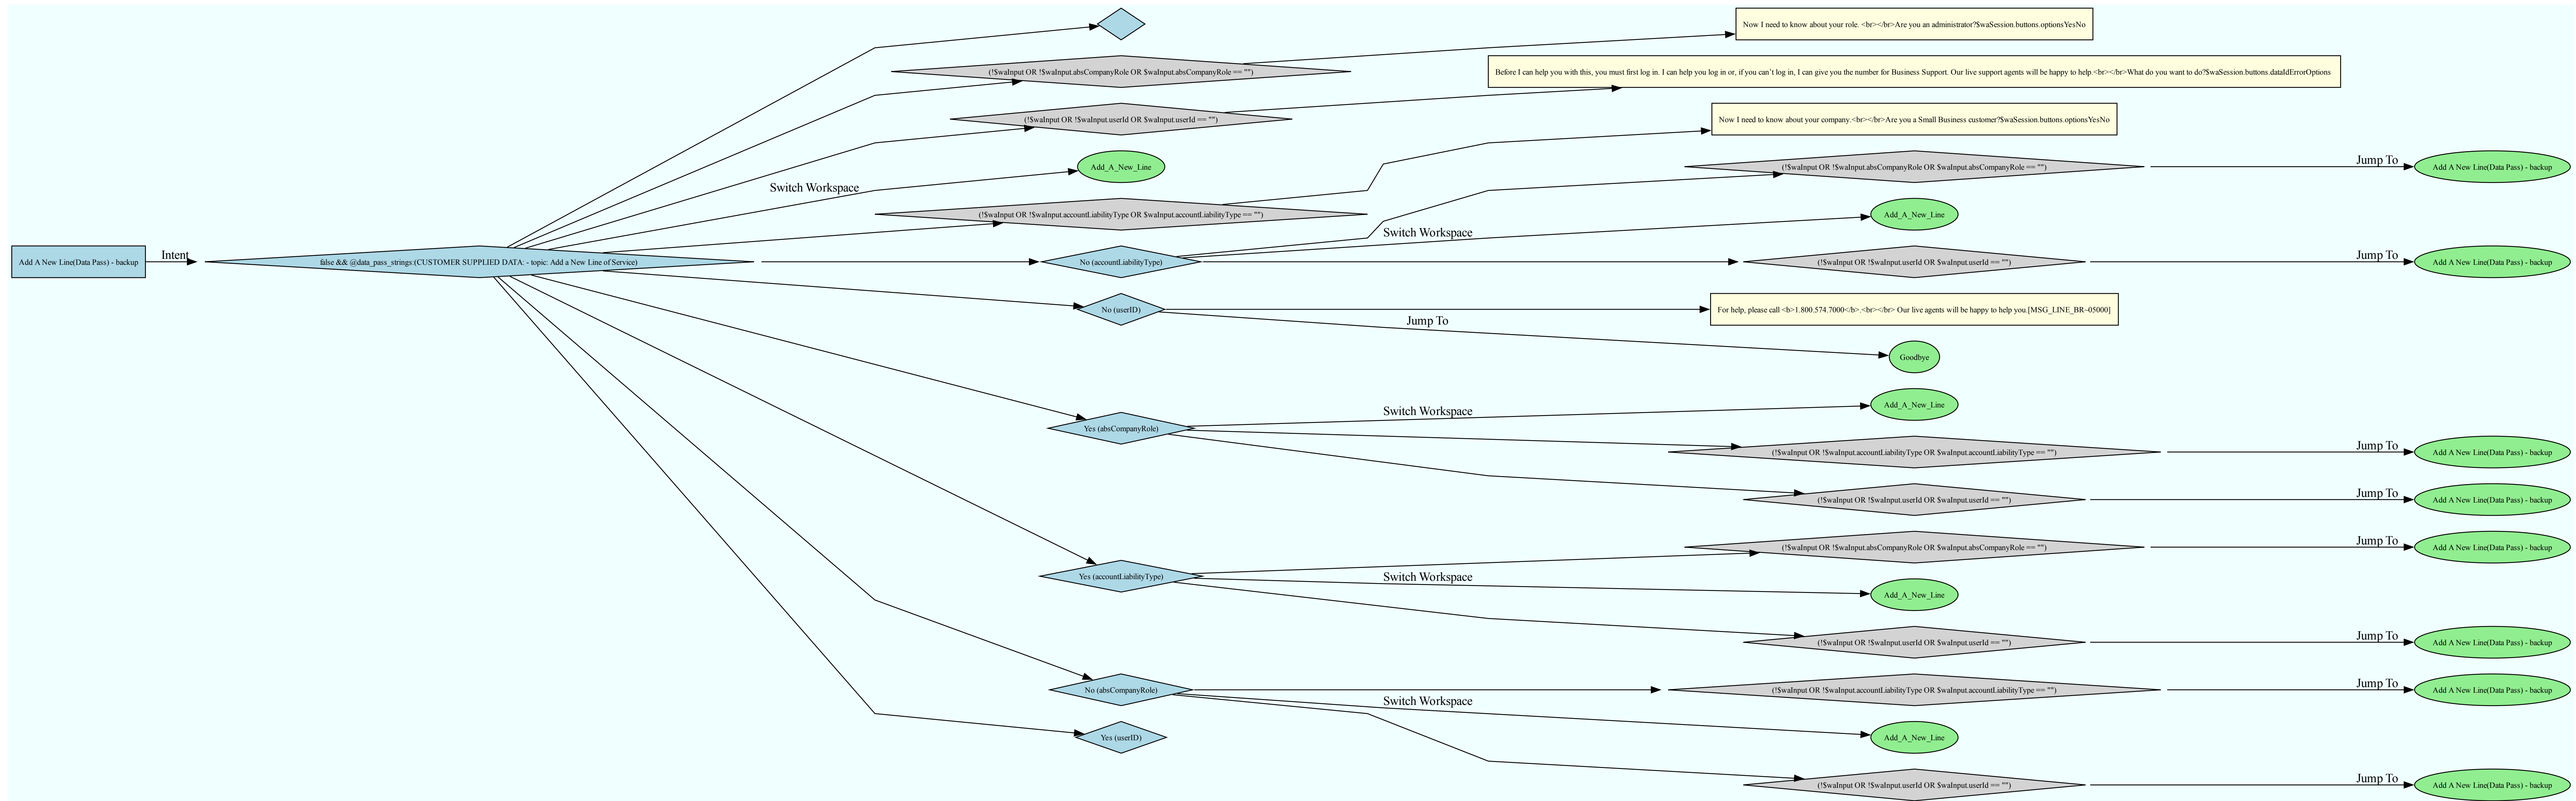 Now I need to know about your role. <br></br>Are you an administrator?$waSession.buttons.optionsYesNo
(!$waInput OR !$waInput.absCompanyRole OR $waInput.absCompanyRole == "")
Before I can help you with this, you must first log in. I can help you log in or, if you can't log in, I can give you the number for Business Support. Our live support agents will be happy to help.<br></br>What do you want to do?$waSession.buttons.dataIdErrorOptions
(!$waInput OR !$waInput.userId OR $waInput.userId == "")
Now I need to know about your company.<br></br>Are you a Small Business customer?$waSession.buttons.optionsYesNo
Add_A_New_Line
(!$waInput OR !$waInput.absCompanyRole OR $waInput.absCompanyRole == "")
Jump To
Add A New Line(Data Pass) - backup
Switch Workspace
(!$waInput OR !$waInput.accountLiabilityType OR $waInput.accountLiabilityType == "")
Add_A_New_Line
Switch Workspace
Add A New Line(Data Pass) - backup
Intent
false && @data_pass_strings:(CUSTOMER SUPPLIED DATA: - topic: Add a New Line of Service)
No (accountLiabilityType)
(!$waInput OR !$waInput.userId OR $waInput.userId == "")
Jump To
Add A New Line(Data Pass) - backup
No (userID)
For help, please call <b>1.800.574.7000</b>.<br></br> Our live agents will be happy to help you.[MSG_LINE_BR~05000]
Jump To
Goodbye
Switch Workspace
Add_A_New_Line
Yes (absCompanyRole)
(!$waInput OR !$waInput.accountLiabilityType OR $waInput.accountLiabilityType == "")
Jump To
Add A New Line(Data Pass) - backup
(!$waInput OR !$waInput.userId OR $waInput.userId == "")
Jump To
Add A New Line(Data Pass) - backup
(!$waInput OR !$waInput.absCompanyRole OR $waInput.absCompanyRole == "")
Jump To
Add A New Line(Data Pass) - backup
Yes (accountLiabilityType)
Switch Workspace
Add_A_New_Line
(!$waInput OR !$waInput.userId OR $waInput.userId == "")
Jump To
Add A New Line(Data Pass) - backup
No (absCompanyRole)
(!$waInput OR !$waInput.accountLiabilityType OR $waInput.accountLiabilityType == "")
Jump To
Add A New Line(Data Pass) - backup
Switch Workspace
Yes (userID)
Add_A_New_Line
(!$waInput OR !$waInput.userId OR $waInput.userId == "")
Jump To
Add A New Line(Data Pass) - backup